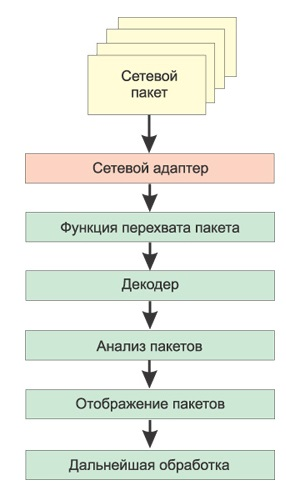 Сетевой
пакет
Сетевой адаптер
Функция перехвата пакета
Декодер
Анализ пакетов
Отображение пакетов
Дальнейшая обработка